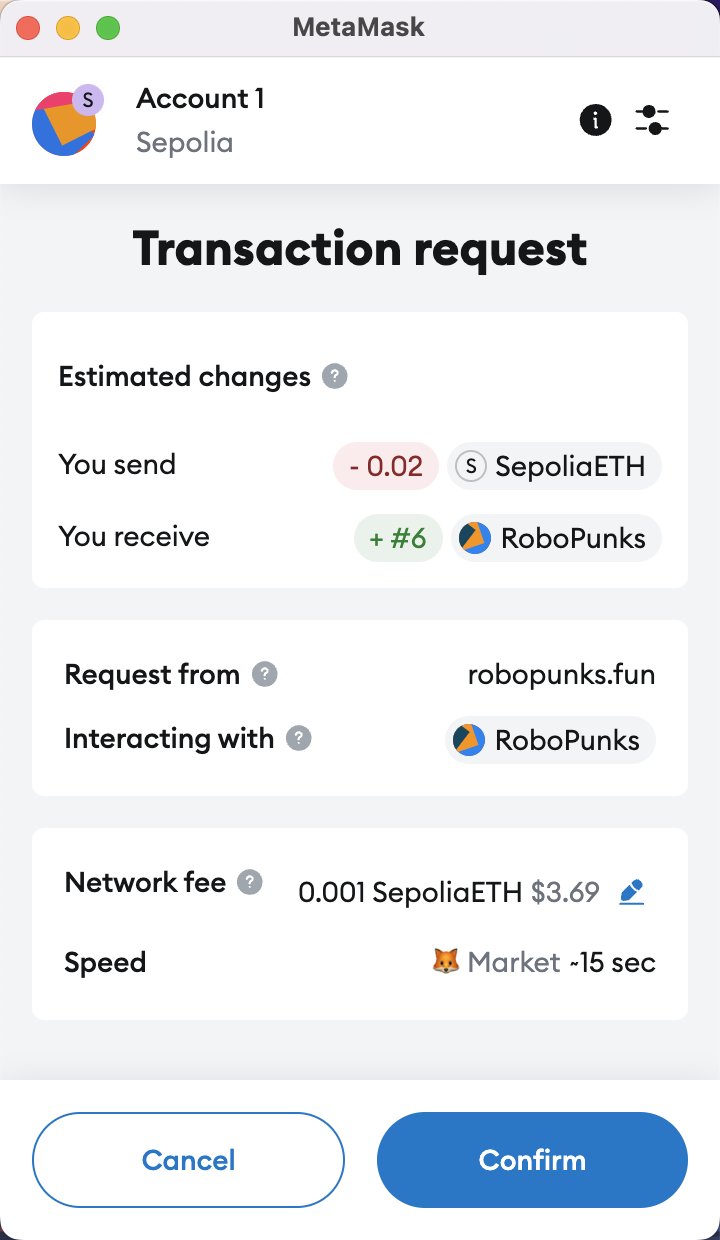 MetaMask
S
Account 1
i
Sepolia
Transaction request
Estimated changes ?
You send - 0.02 S SepoliaETH
You receive + #6 RoboPunks
Request from ? robopunks.fun
Interacting with ? RoboPunks
Network fee ? 0.001 SepoliaETH $3.69
Speed 🦊 Market ~15 sec
Cancel Confirm